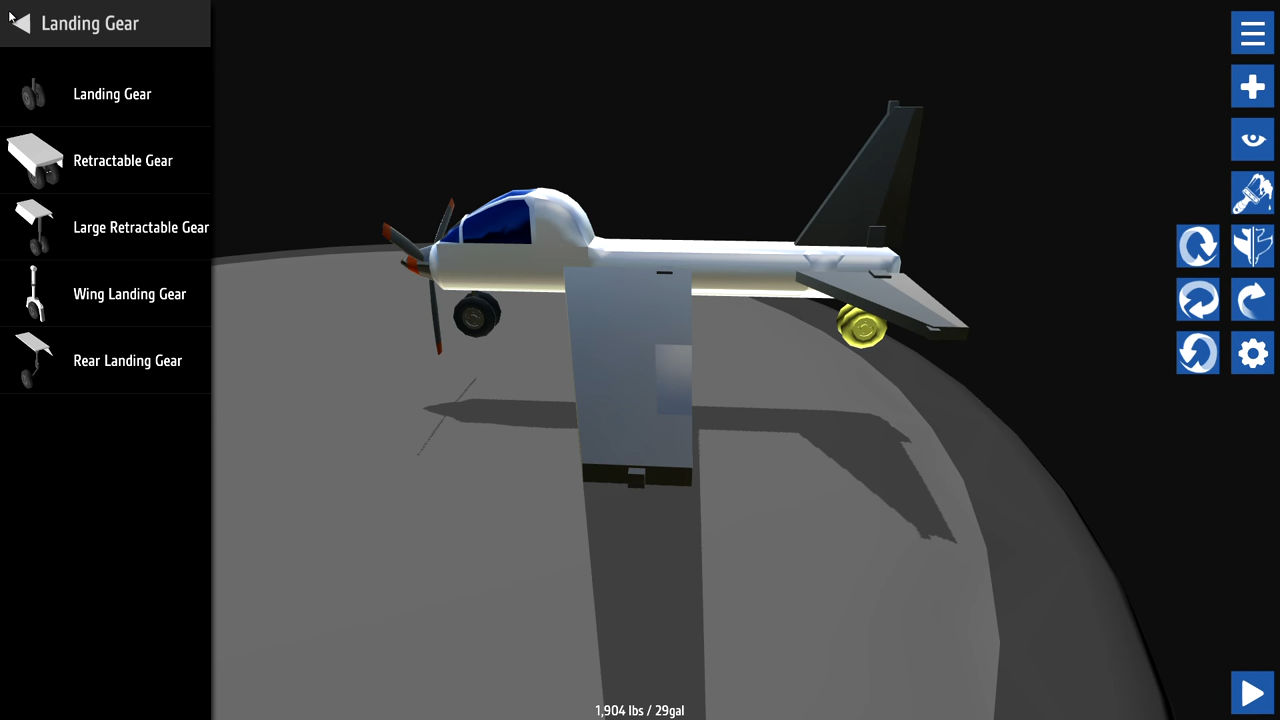 Landing Gear
Landing Gear
Retractable Gear
Large Retractable Gear
Wing Landing Gear
Rear Landing Gear
1,904 lbs / 29gal